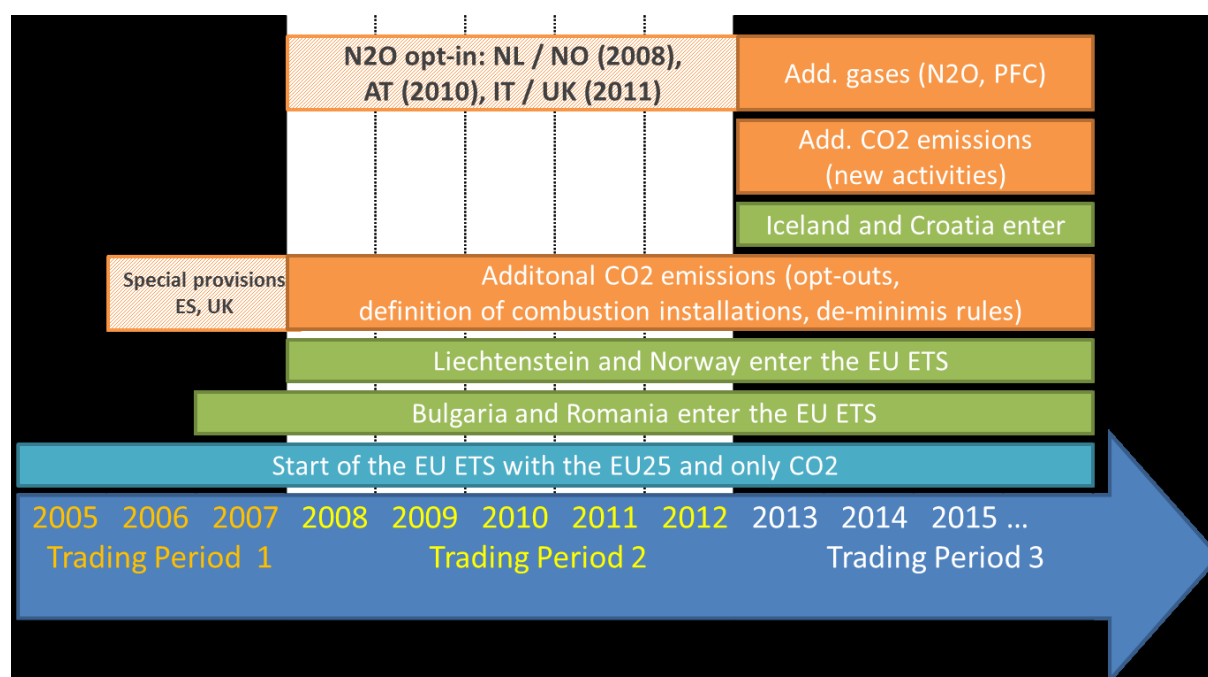 N2O opt-in: NL / NO (2008),
AT (2010), IT / UK (2011)
Add. gases (N2O, PFC)
Add. CO2 emissions
(new activities)
Iceland and Croatia enter
Special provisions
ES, UK
Additonal CO2 emissions (opt-outs,
definition of combustion installations, de-minimis rules)
Liechtenstein and Norway enter the EU ETS
Bulgaria and Romania enter the EU ETS
Start of the EU ETS with the EU25 and only CO2
2005 2006 2007 2008 2009 2010 2011 2012 2013 2014 2015 ...
Trading Period 1 Trading Period 2 Trading Period 3